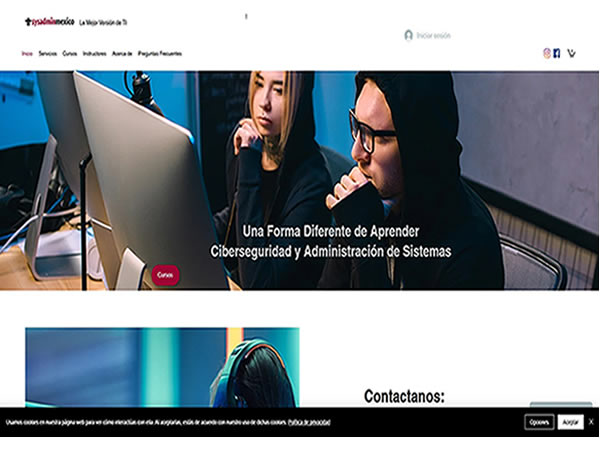 sysadminmexico La Mejor Versión de TI
Iniciar sesión
Inicio Servicios Cursos Instructores Acerca de Preguntas Frecuentes
Una Forma Diferente de Aprender
Ciberseguridad y Administración de Sistemas
Cursos
Contactanos:
Usamos cookies en nuestra página web para ver cómo interactúas con ella. Al aceptarlas, estás de acuerdo con nuestro uso de dichas cookies. Política de privacidad
Opciones Aceptar X